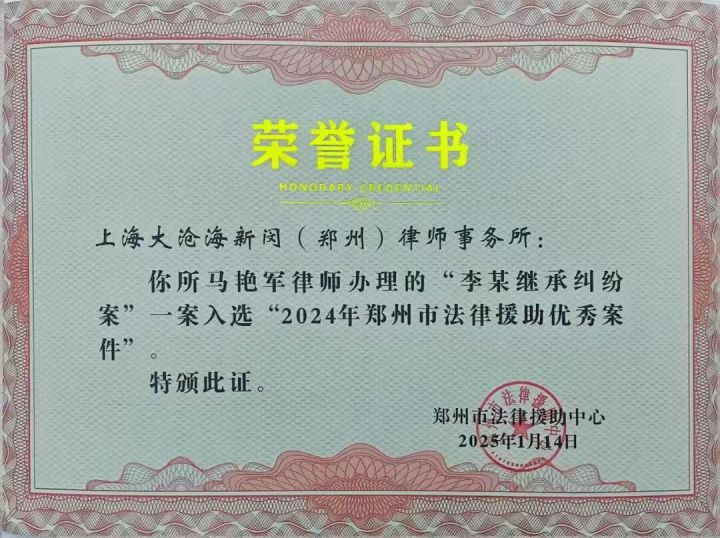 荣誉证书
HONORARY CREDENTIAL
上海大沧海新闵（郑州）律师事务所：
你所马艳军律师办理的“李某继承纠纷
案”一案入选“2024年郑州市法律援助优秀案
件”。
特颁此证。
郑州市法律援助中心
2025年1月14日